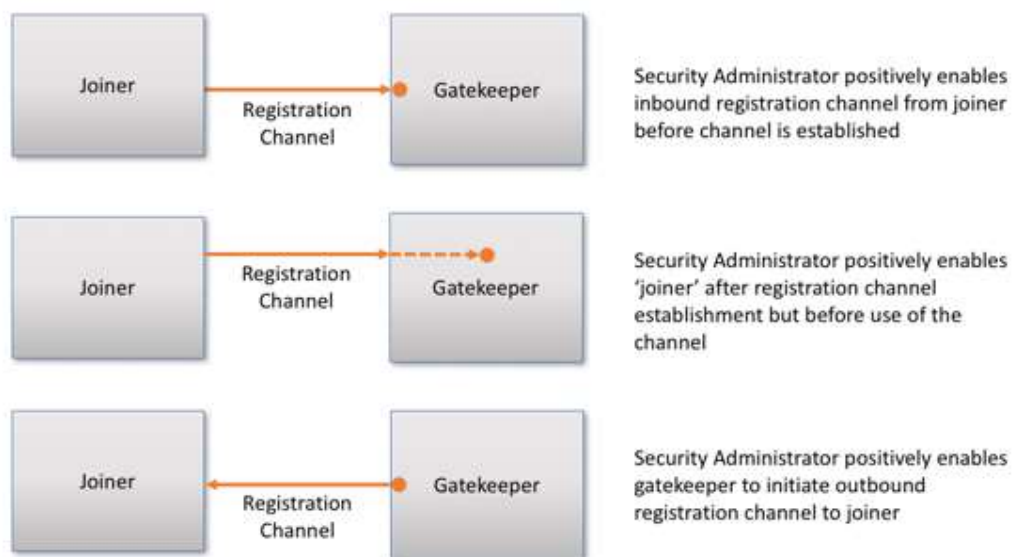 Joiner
Registration
Channel
Gatekeeper
Security Administrator positively enables
inbound registration channel from joiner
before channel is established
Joiner
Registration
Channel
Gatekeeper
Security Administrator positively enables
‘joiner’ after registration channel
establishment but before use of the
channel
Joiner
Registration
Channel
Gatekeeper
Security Administrator positively enables
gatekeeper to initiate outbound
registration channel to joiner